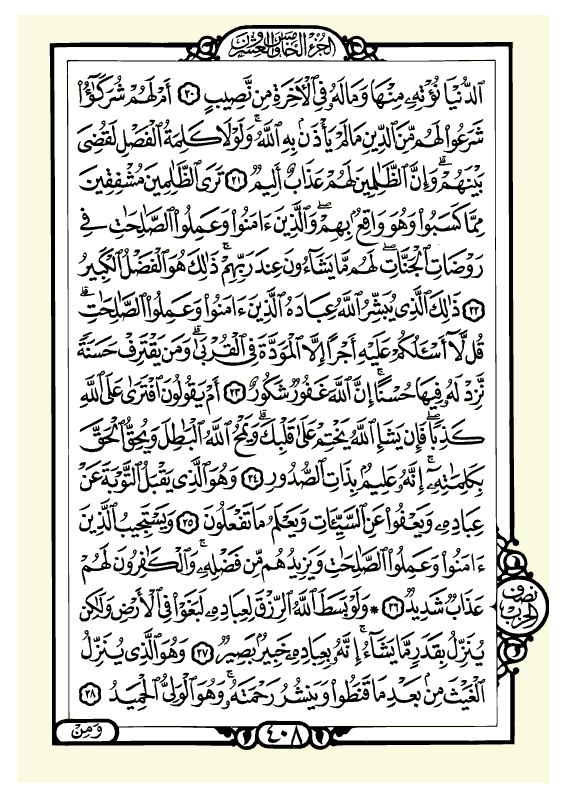 الجزء الخامس والعشرون
ٱلدُّنْيَا نُؤْتِهِۦ مِنْهَا وَمَالَهُۥ فِى ٱلْأٓخِرَةِ مِن نَّصِيبٍ ٢٠ أَمْ لَهُمْ شُرَكَٰٓؤُا۟
شَرَعُوا۟ لَهُم مِّنَ ٱلدِّينِ مَا لَمْ يَأْذَنۢ بِهِ ٱللَّهُ ۚ وَلَوْلَا كَلِمَةُ ٱلْفَصْلِ لَقُضِىَ
بَيْنَهُمْ ۗ وَإِنَّ ٱلظَّٰلِمِينَ لَهُمْ عَذَابٌ أَلِيمٌ ٢١ تَرَى ٱلظَّٰلِمِينَ مُشْفِقِينَ
مِمَّا كَسَبُوا۟ وَهُوَ وَاقِعٌۢ بِهِمْ ۗ وَٱلَّذِينَ ءَامَنُوا۟ وَعَمِلُوا۟ ٱلصَّٰلِحَٰتِ فِى
رَوْضَاتِ ٱلْجَنَّاتِ ۖ لَهُم مَّا يَشَآءُونَ عِندَ رَبِّهِمْ ۚ ذَٰلِكَ هُوَ ٱلْفَضْلُ ٱلْكَبِيرُ
٢٢ ذَٰلِكَ ٱلَّذِى يُبَشِّرُ ٱللَّهُ عِبَادَهُ ٱلَّذِينَ ءَامَنُوا۟ وَعَمِلُوا۟ ٱلصَّٰلِحَٰتِ ۗ
قُل لَّآ أَسْـَٔلُكُمْ عَلَيْهِ أَجْرًا إِلَّا ٱلْمَوَدَّةَ فِى ٱلْقُرْبَىٰ ۗ وَمَن يَقْتَرِفْ حَسَنَةً
نَّزِدْ لَهُۥ فِيهَا حُسْنًا ۚ إِنَّ ٱللَّهَ غَفُورٌ شَكُورٌ ٢٣ أَمْ يَقُولُونَ ٱفْتَرَىٰ عَلَى ٱللَّهِ
كَذِبًا ۖ فَإِن يَشَإِ ٱللَّهُ يَخْتِمْ عَلَىٰ قَلْبِكَ ۗ وَيَمْحُ ٱللَّهُ ٱلْبَٰطِلَ وَيُحِقُّ ٱلْحَقَّ
بِكَلِمَٰتِهِۦٓ ۚ إِنَّهُۥ عَلِيمٌۢ بِذَاتِ ٱلصُّدُورِ ٢٤ وَهُوَ ٱلَّذِى يَقْبَلُ ٱلتَّوْبَةَ عَنْ
عِبَادِهِۦ وَيَعْفُوا۟ عَنِ ٱلسَّيِّـَٔاتِ وَيَعْلَمُ مَا تَفْعَلُونَ ٢٥ وَيَسْتَجِيبُ ٱلَّذِينَ
ءَامَنُوا۟ وَعَمِلُوا۟ ٱلصَّٰلِحَٰتِ وَيَزِيدُهُم مِّن فَضْلِهِۦ ۚ وَٱلْكَٰفِرُونَ لَهُمْ
عَذَابٌ شَدِيدٌ ٢٦ * وَلَوْ بَسَطَ ٱللَّهُ ٱلرِّزْقَ لِعِبَادِهِۦ لَبَغَوْا۟ فِى ٱلْأَرْضِ وَلَٰكِن
يُنَزِّلُ بِقَدَرٍ مَّا يَشَآءُ ۚ إِنَّهُۥ بِعِبَادِهِۦ خَبِيرٌۢ بَصِيرٌ ٢٧ وَهُوَ ٱلَّذِى يُنَزِّلُ
ٱلْغَيْثَ مِنۢ بَعْدِ مَا قَنَطُوا۟ وَيَنشُرُ رَحْمَتَهُۥ ۚ وَهُوَ ٱلْوَلِىُّ ٱلْحَمِيدُ ٢٨
نصف
الحزب
٤٠٨
وَمِنْ